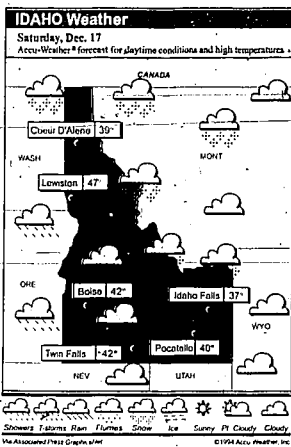 IDAHO Weather
Saturday, Dec. 17
Accu-Weather® forecast for daytime conditions and high temperatures
CANADA
Coeur D'Alene 39°
WASH
MONT
Lewiston 47°
ORE
Boise 42°
Idaho Falls 37°
WYO
Twin Falls 42°
Pocatello 40°
NEV
UTAH
Showers T-storms Rain Flurries Snow Ice Sunny Pt Cloudy Cloudy
Via Associated Press GraphicsNet
©1994 Accu-Weather, Inc.